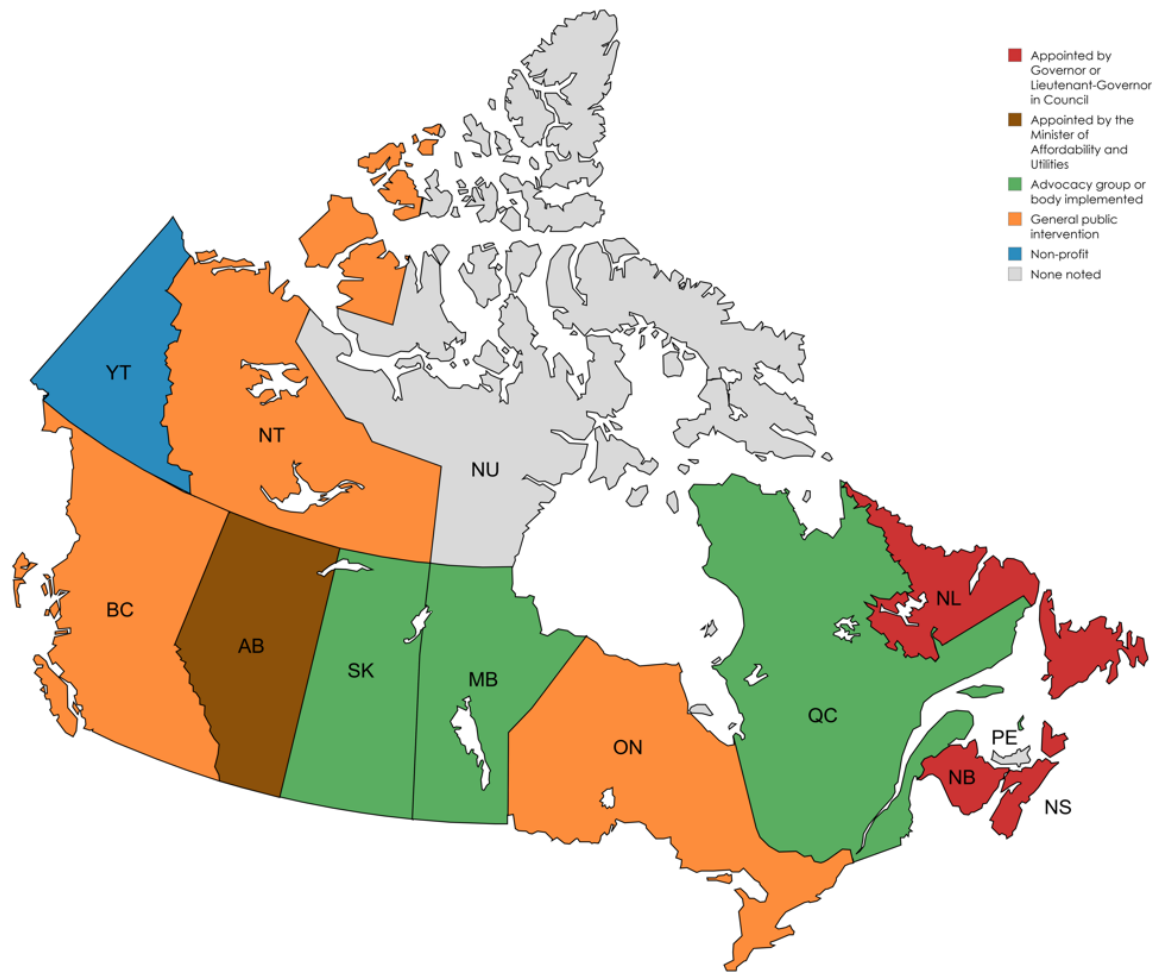 Appointed by
Governor or
Lieutenant-Governor
in Council
Appointed by the
Minister of
Affordability and
Utilities
Advocacy group or
body implemented
General public
intervention
Non-profit
None noted
YT
NT
NU
BC
AB
SK
MB
ON
QC
NL
PE
NB
NS